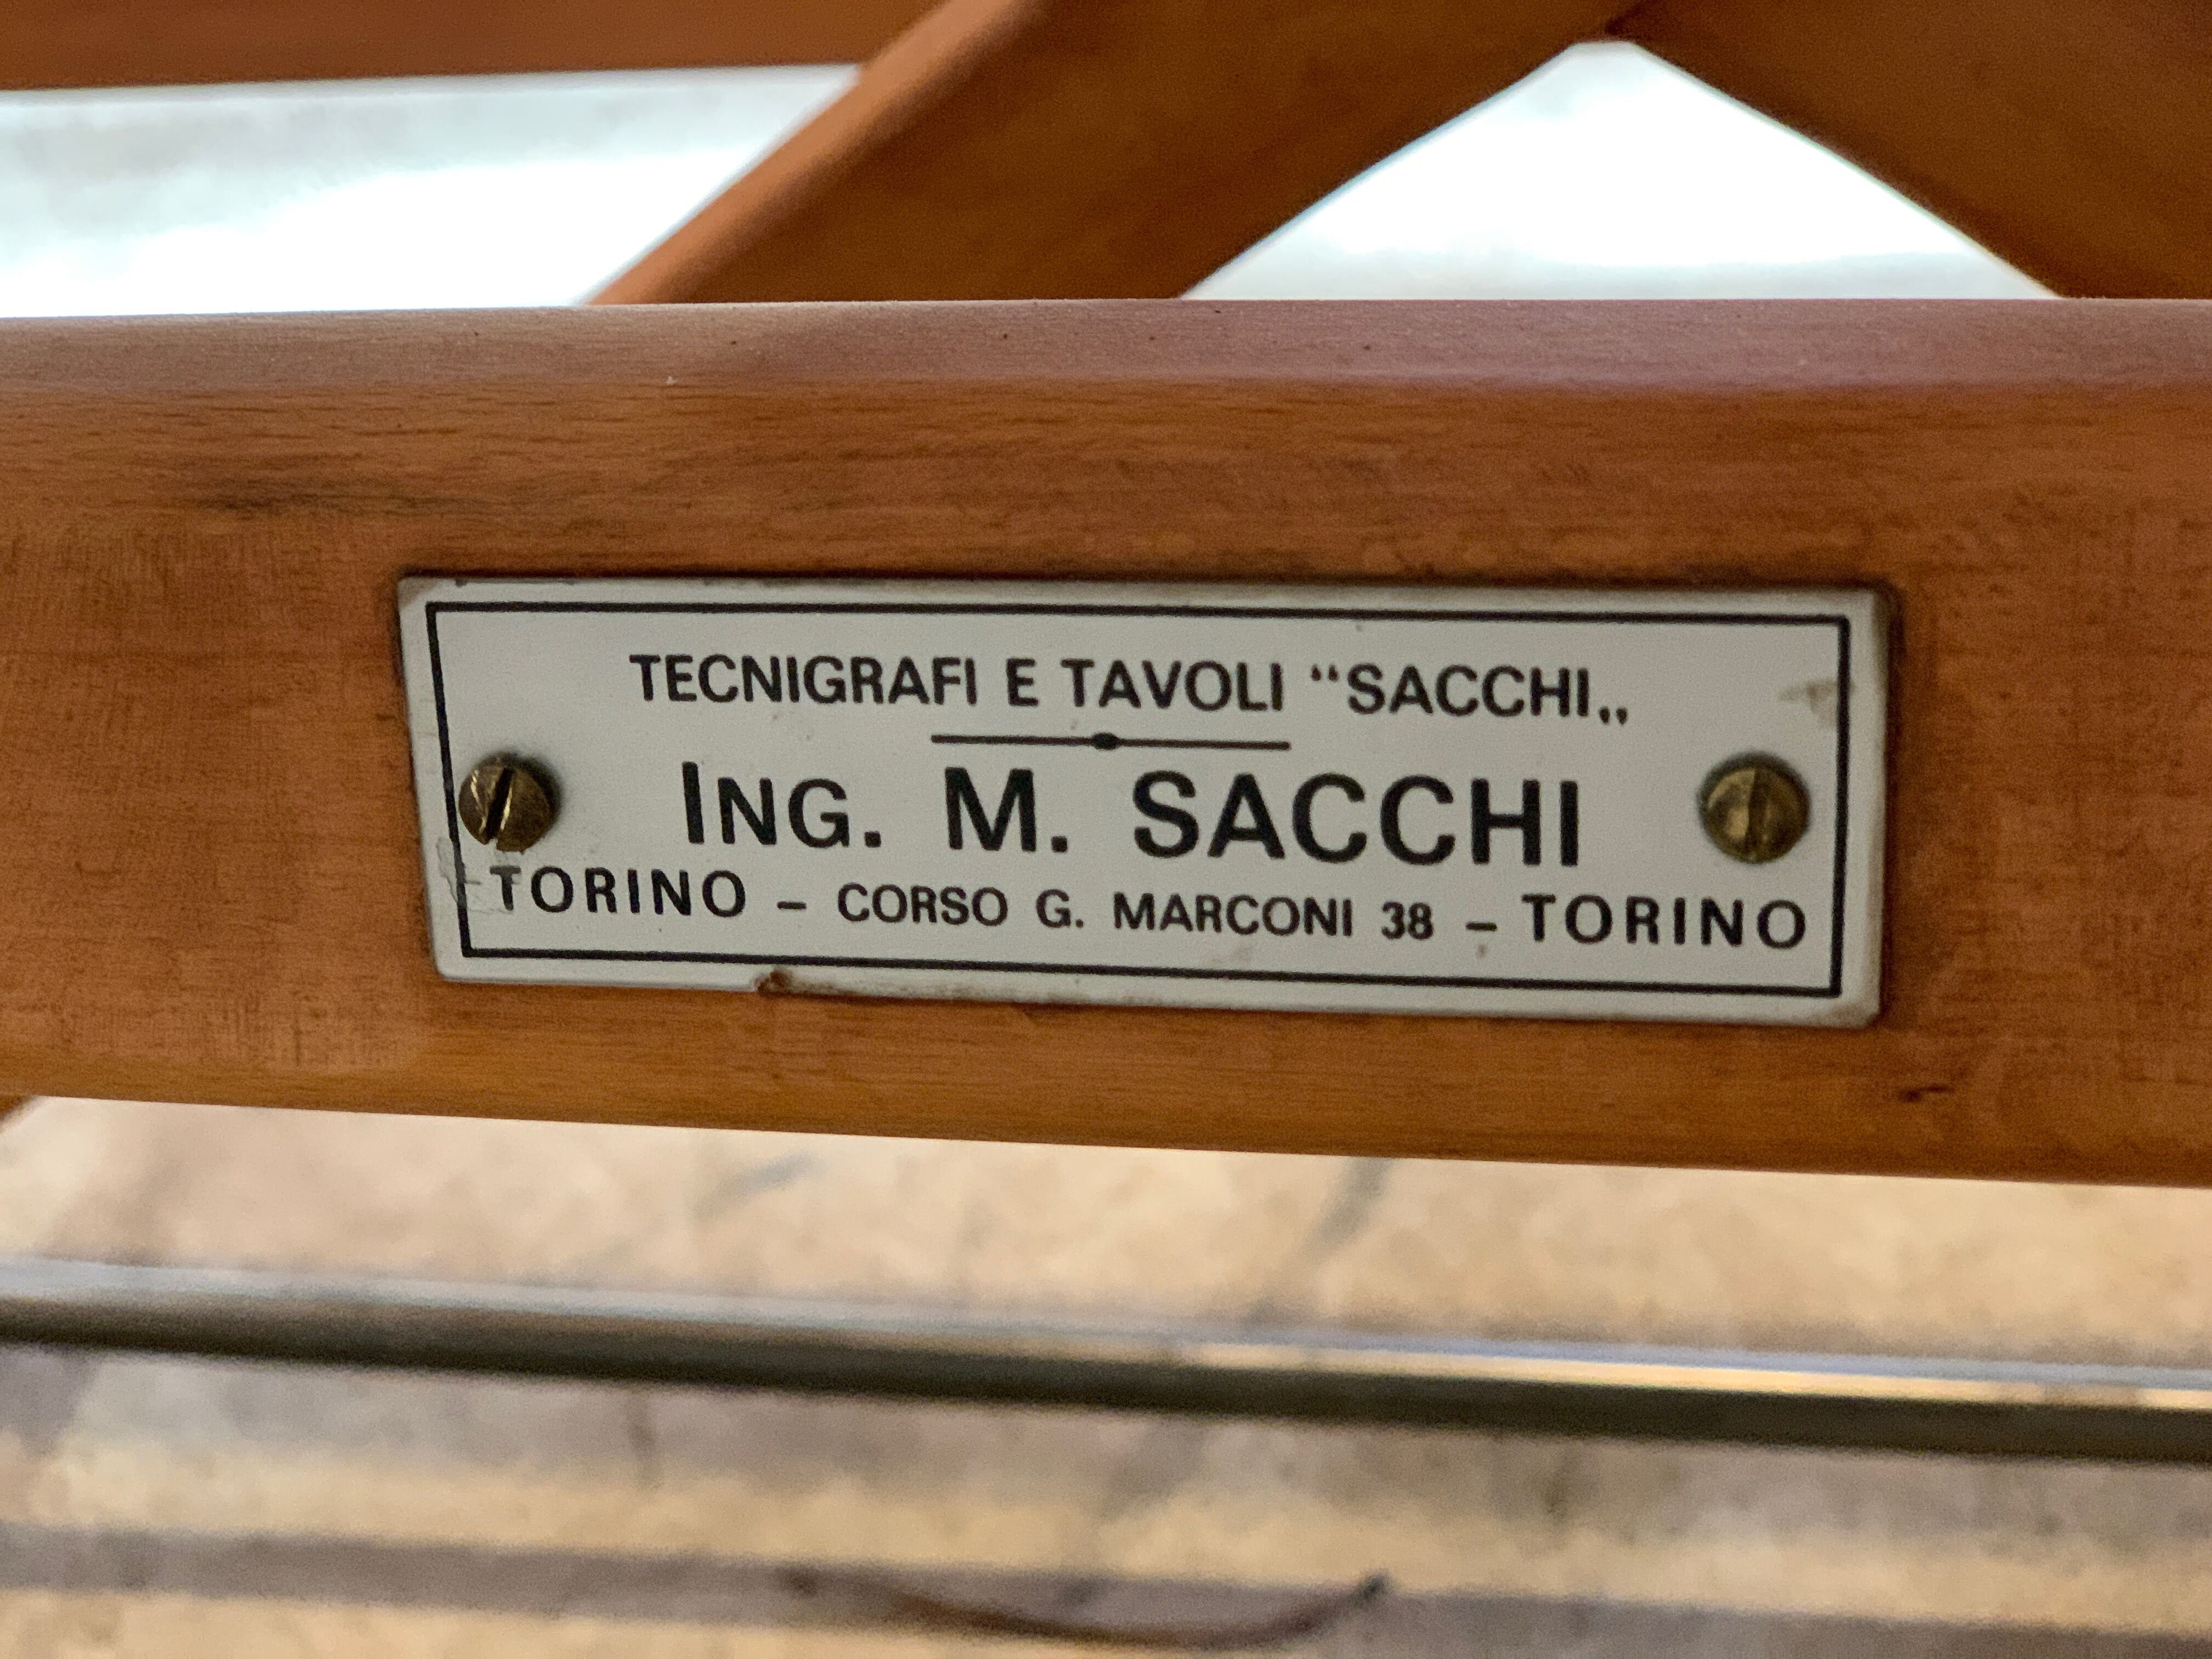 TECNIGRAFI E TAVOLI “SACCHI„
ING. M. SACCHI
TORINO – CORSO G. MARCONI 38 – TORINO